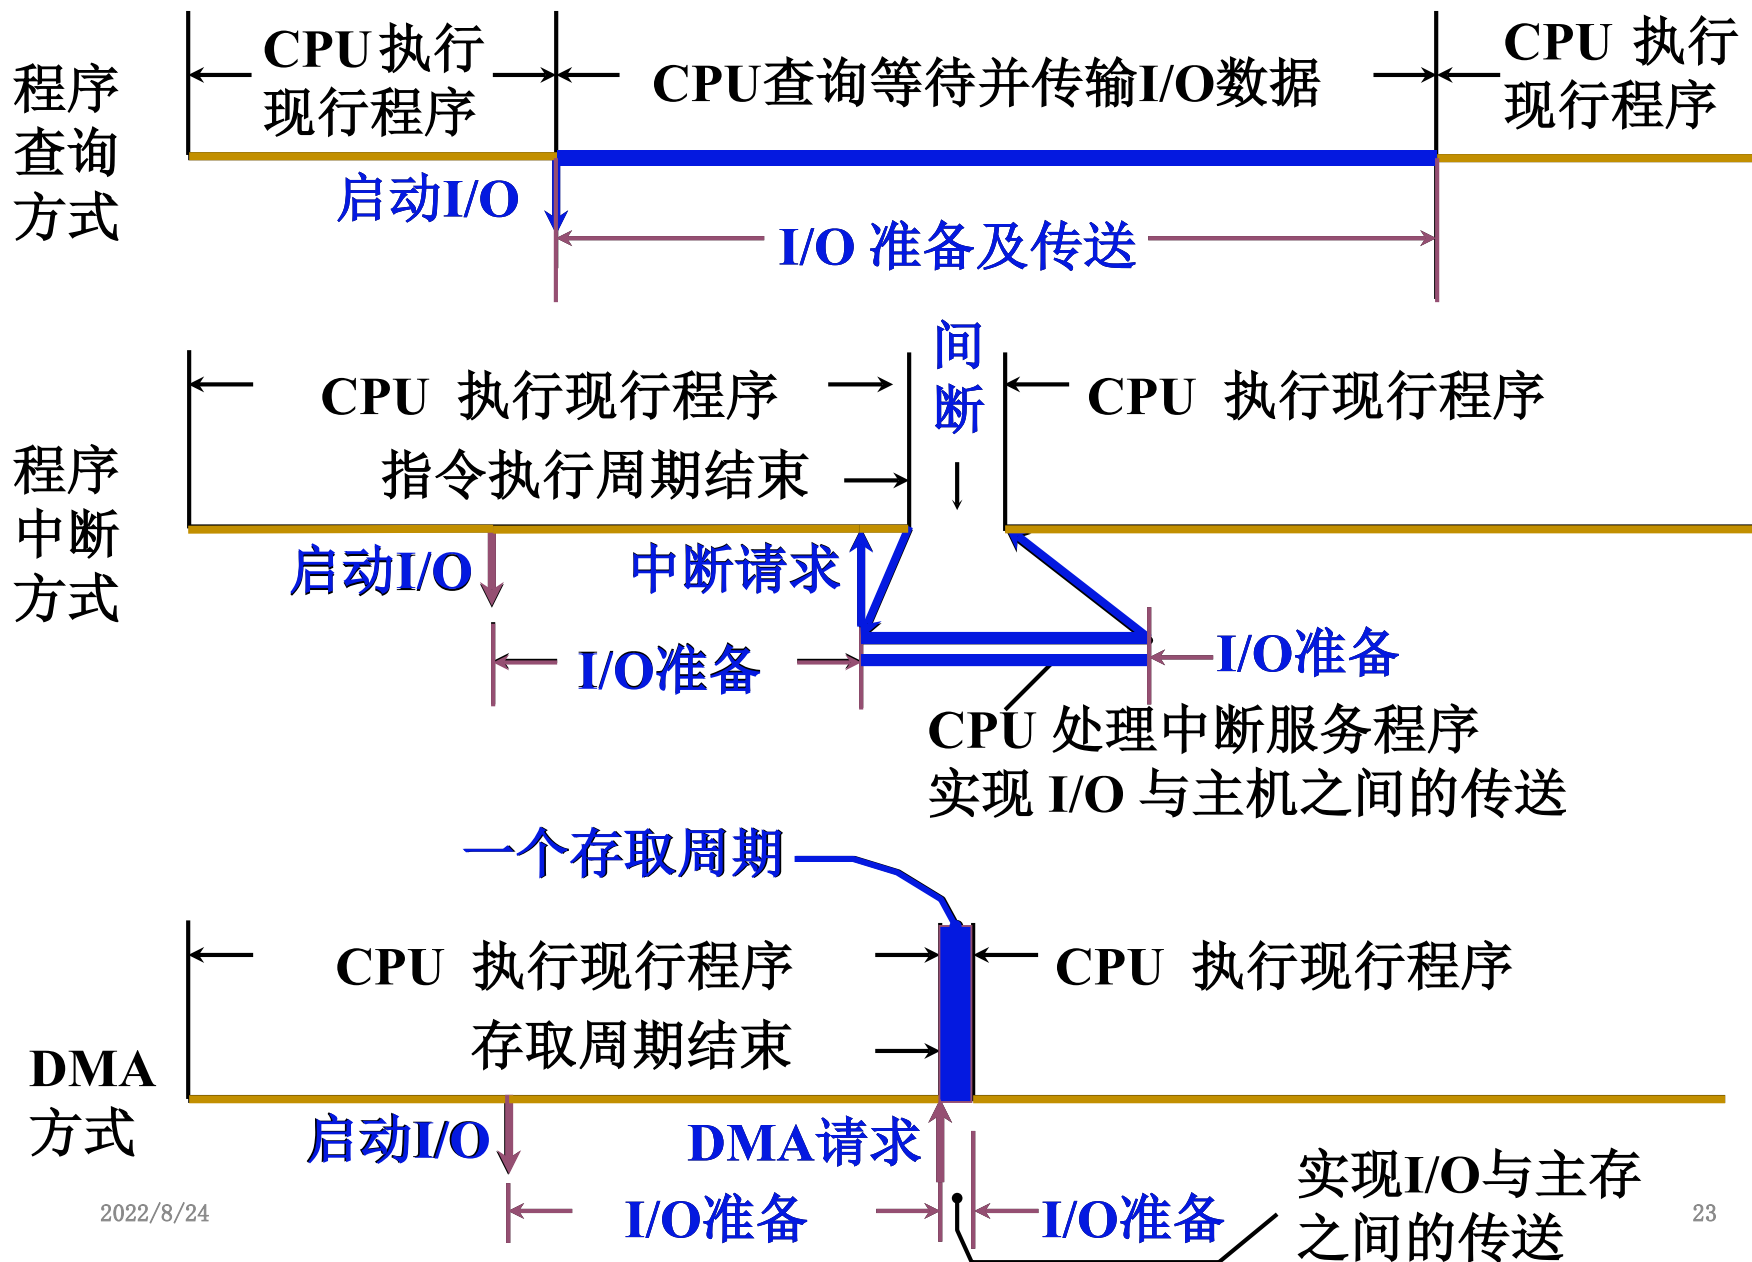 程序
查询
方式
CPU执行
现行程序
CPU查询等待并传输I/O数据
CPU 执行
现行程序
启动I/O
I/O 准备及传送
程序
中断
方式
CPU 执行现行程序
间
断
CPU 执行现行程序
指令执行周期结束
启动I/O
中断请求
I/O准备
I/O准备
CPU 处理中断服务程序
实现 I/O 与主机之间的传送
一个存取周期
DMA
方式
CPU 执行现行程序
CPU 执行现行程序
存取周期结束
启动I/O
DMA请求
I/O准备
I/O准备
实现I/O与主存
之间的传送
2022/8/24
23